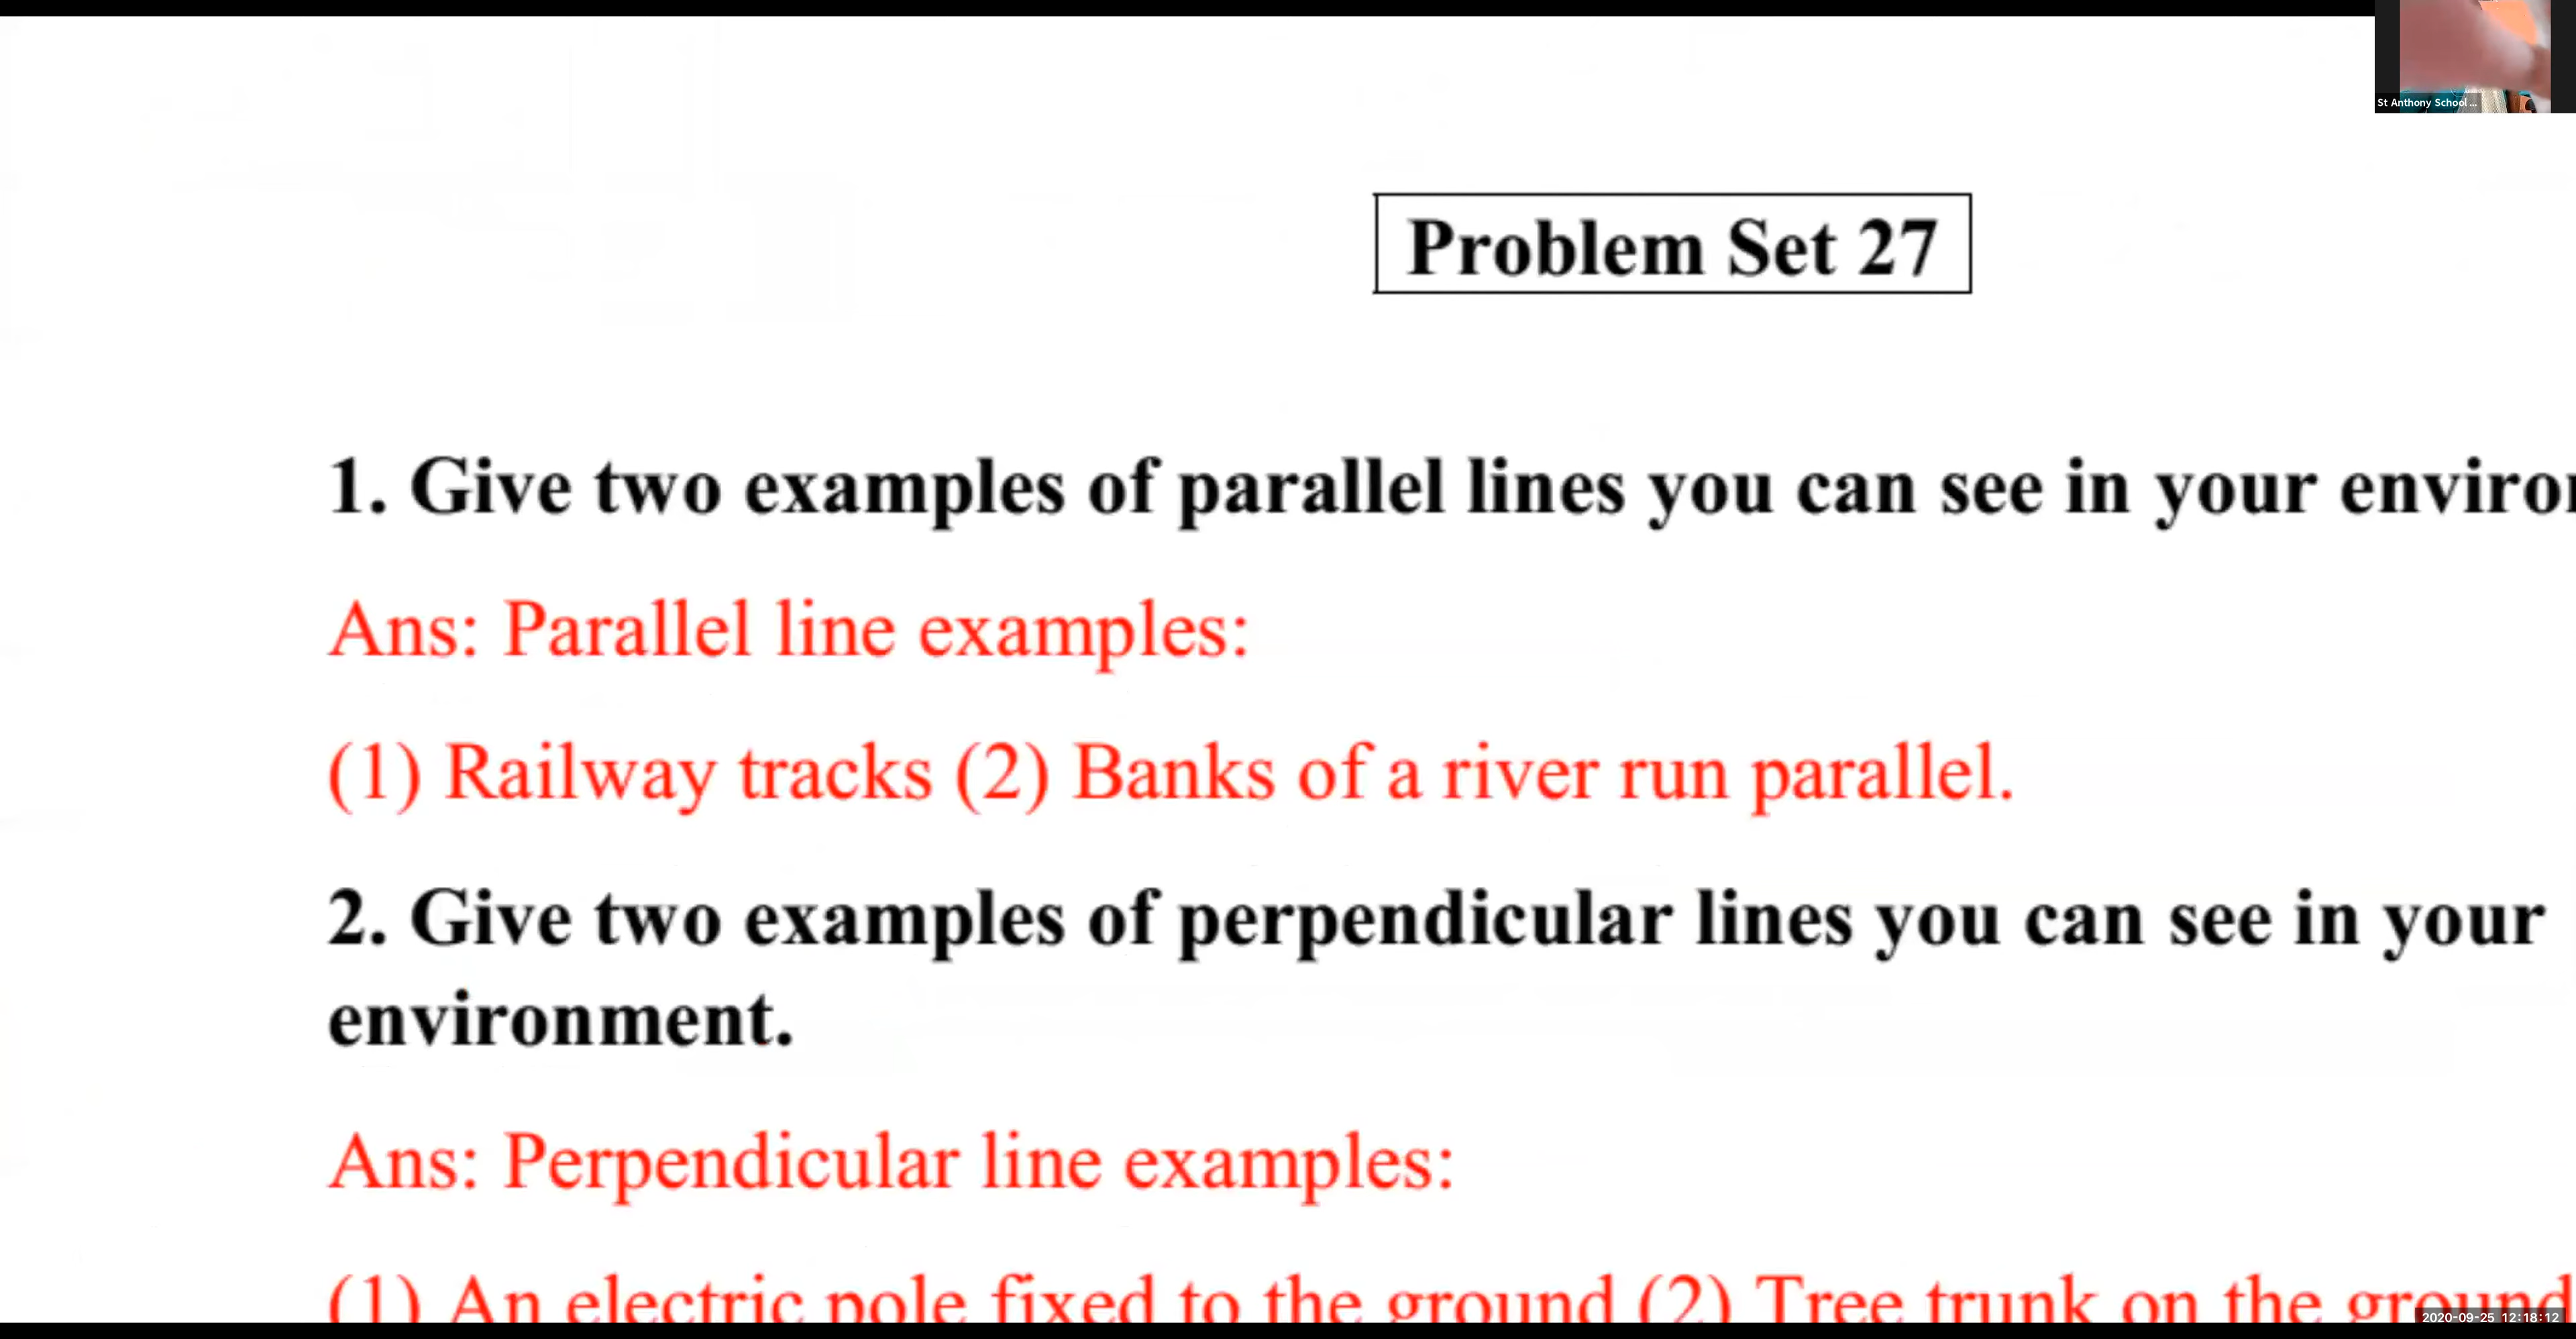 St Anthony School ...
Problem Set 27
1. Give two examples of parallel lines you can see in your enviro
Ans: Parallel line examples:
(1) Railway tracks (2) Banks of a river run parallel.
2. Give two examples of perpendicular lines you can see in your
environment.
Ans: Perpendicular line examples:
(1) An electric pole fixed to the ground (2) Tree trunk on the ground
2020-09-25 12:18:12